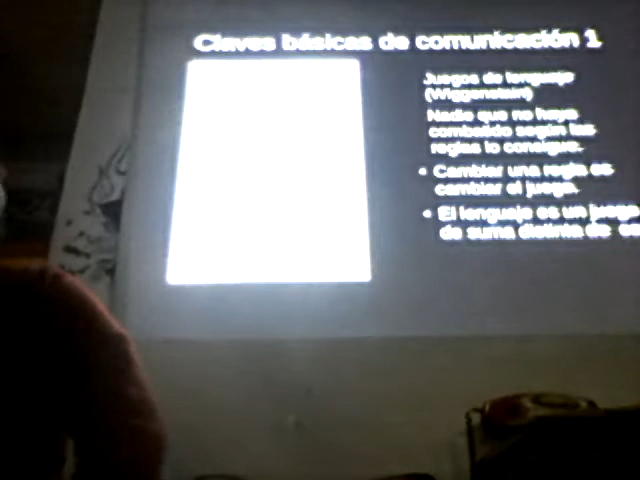 Claves básicas de comunicación 1
Juegos de lenguaje
(Wiggenstein)
Nadie que no haya
combatido según las
reglas lo consigue.
• Cambiar una regla es
cambiar el juego.
• El lenguaje es un juego
de suma distinta de